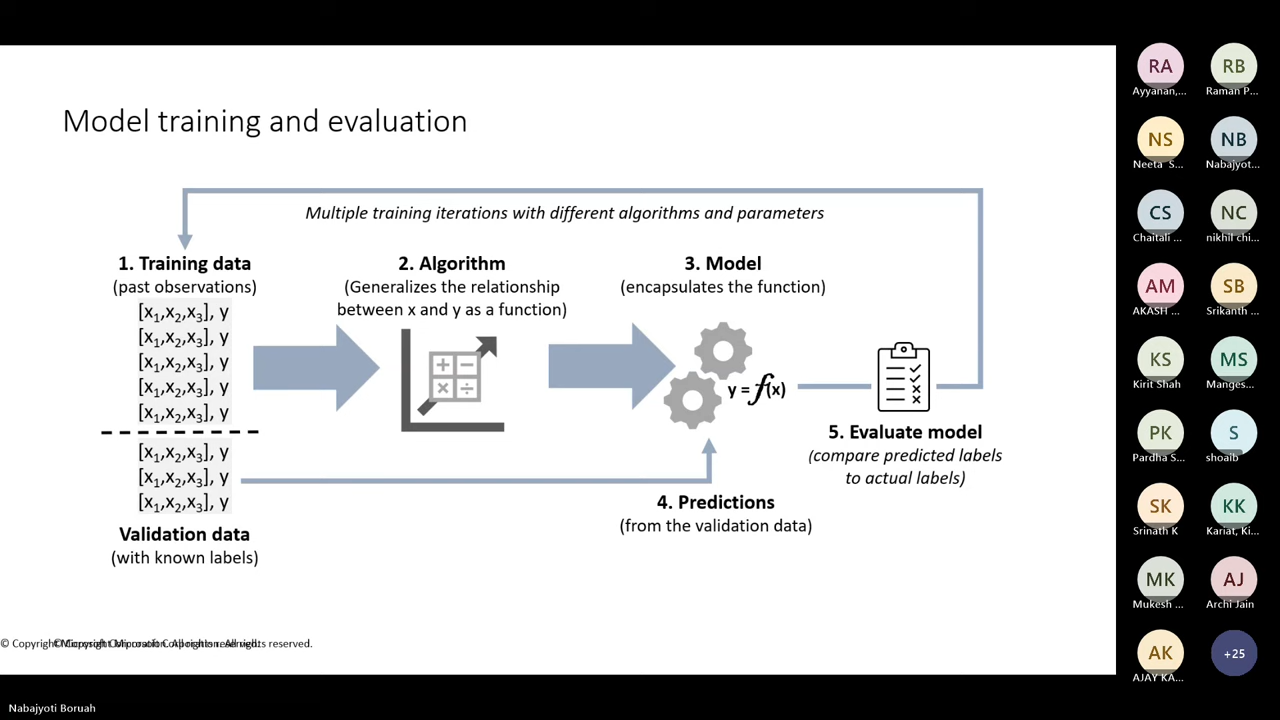 Model training and evaluation
Multiple training iterations with different algorithms and parameters
1. Training data
(past observations)
[x₁,x₂,x₃], y
[x₁,x₂,x₃], y
[x₁,x₂,x₃], y
[x₁,x₂,x₃], y
[x₁,x₂,x₃], y
[x₁,x₂,x₃], y
[x₁,x₂,x₃], y
[x₁,x₂,x₃], y
Validation data
(with known labels)
2. Algorithm
(Generalizes the relationship
between x and y as a function)
3. Model
(encapsulates the function)
y = f(x)
4. Predictions
(from the validation data)
5. Evaluate model
(compare predicted labels
to actual labels)
© Copyright Microsoft Corporation. All rights reserved.
RA
Ayyanan,...
RB
Raman P...
NS
Neeta S...
NB
Nabajyot...
CS
Chaitali ...
NC
nikhil chi...
AM
AKASH ...
SB
Srikanth ...
KS
Kirit Shah
MS
Manges...
PK
Pardha S...
S
shoaib
SK
Srinath K
KK
Kariat, Ki...
MK
Mukesh ...
AJ
Archi Jain
AK
AJAY KA...
+25
Nabajyoti Boruah